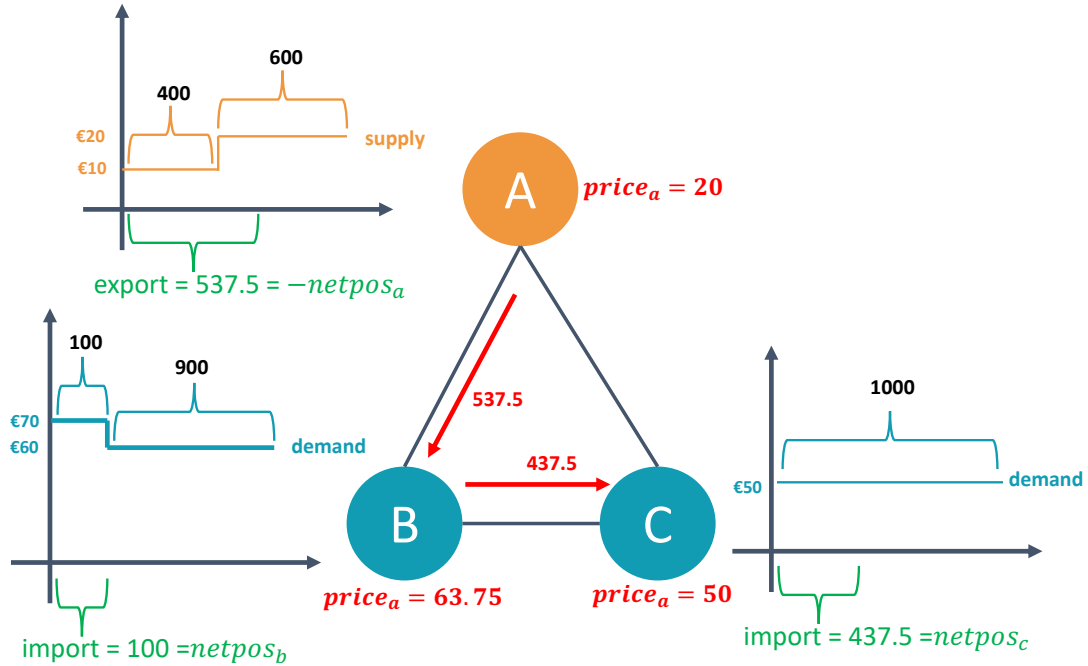 600
400
€20
supply
€10
A
price_a = 20
export = 537.5 = −netpos_a
100
900
€70
€60
demand
537.5
437.5
B
C
1000
€50
demand
price_a = 63.75
price_a = 50
import = 100 =netpos_b
import = 437.5 =netpos_c